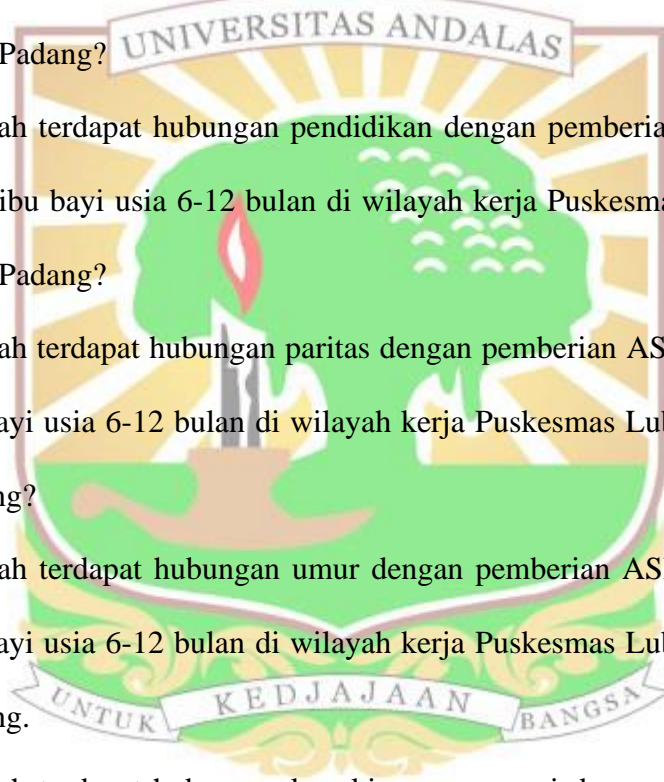 Padang?
UNIVERSITAS ANDALAS
ah terdapat hubungan pendidikan dengan pemberia
ibu bayi usia 6-12 bulan di wilayah kerja Puskesma
Padang?
ah terdapat hubungan paritas dengan pemberian AS
ayi usia 6-12 bulan di wilayah kerja Puskesmas Lu
ng?
ah terdapat hubungan umur dengan pemberian AS
ayi usia 6-12 bulan di wilayah kerja Puskesmas Lu
ng.
UNTUK KEDJAJAAN BANGSA